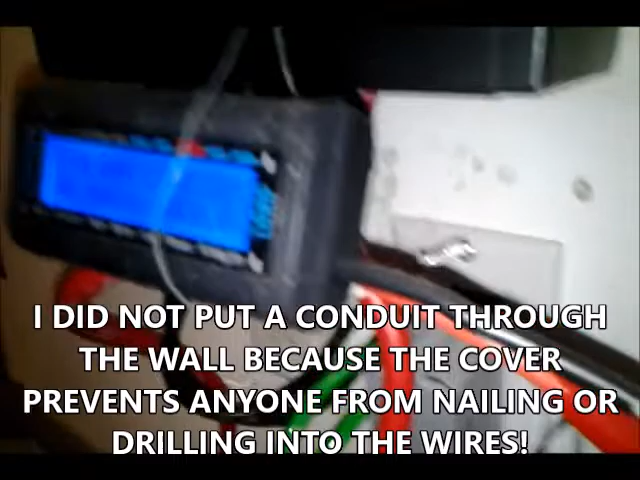 I DID NOT PUT A CONDUIT THROUGH
THE WALL BECAUSE THE COVER
PREVENTS ANYONE FROM NAILING OR
DRILLING INTO THE WIRES!